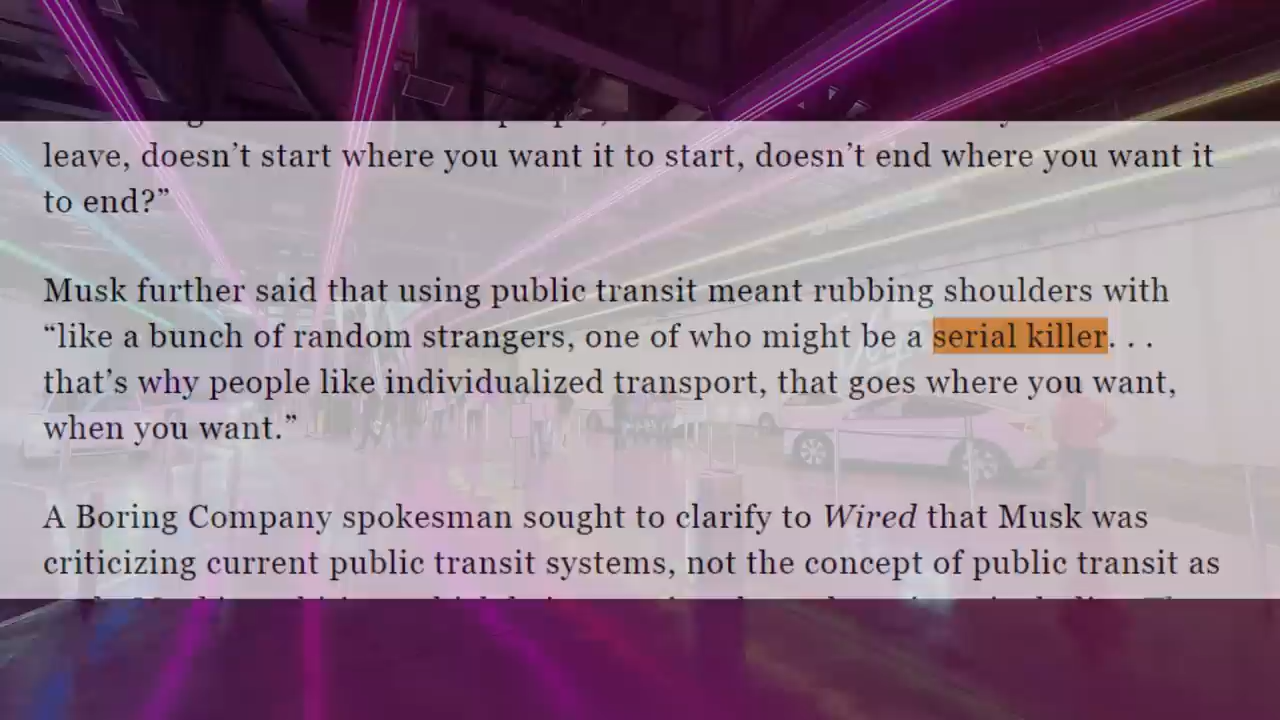 leave, doesn’t start where you want it to start, doesn’t end where you want it
to end?”
Musk further said that using public transit meant rubbing shoulders with
“like a bunch of random strangers, one of who might be a serial killer. . .
that’s why people like individualized transport, that goes where you want,
when you want.”
A Boring Company spokesman sought to clarify to Wired that Musk was
criticizing current public transit systems, not the concept of public transit as